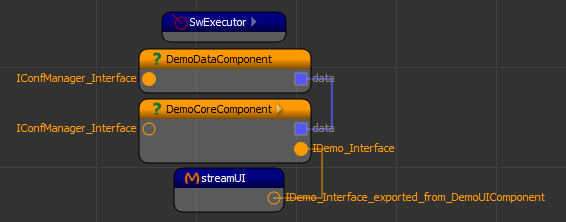 SwExecutor
DemoDataComponent
IConfManager_Interface
data
DemoCoreComponent
IConfManager_Interface
data
IDemo_Interface
streamUI
IDemo_Interface_exported_from_DemoUIComponent